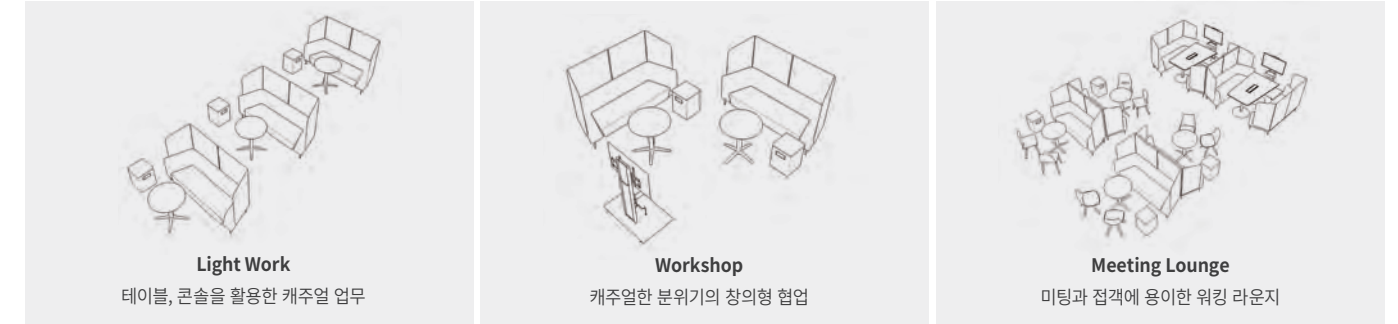 Light Work
테이블, 콘솔을 활용한 캐주얼 업무
Workshop
캐주얼한 분위기의 창의형 협업
Meeting Lounge
미팅과 접객에 용이한 워킹 라운지